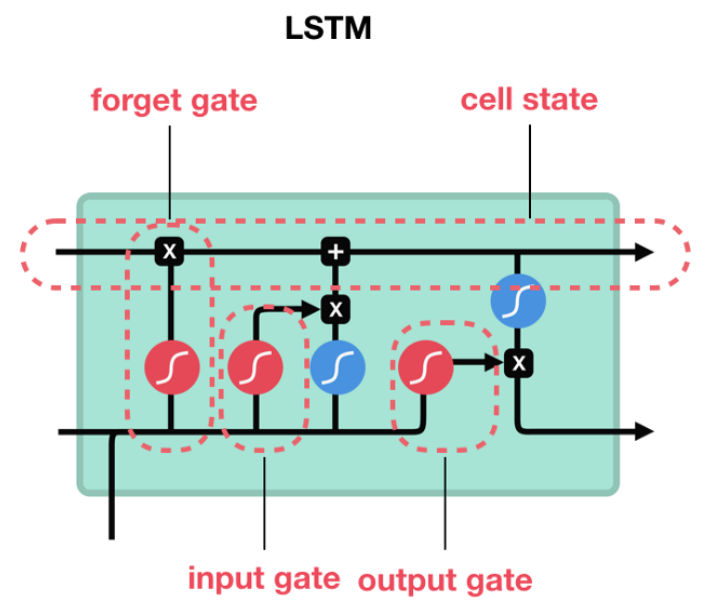 LSTM
forget gate
cell state
X
+
X
X
input gate
output gate